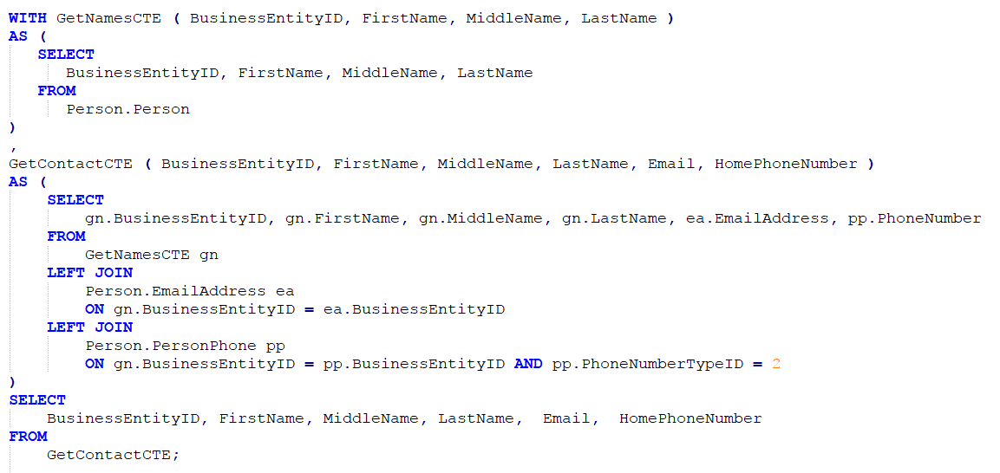 WITH GetNamesCTE ( BusinessEntityID, FirstName, MiddleName, LastName )
AS (
SELECT
BusinessEntityID, FirstName, MiddleName, LastName
FROM
Person.Person
)
,
GetContactCTE ( BusinessEntityID, FirstName, MiddleName, LastName, Email, HomePhoneNumber )
AS (
SELECT
gn.BusinessEntityID, gn.FirstName, gn.MiddleName, gn.LastName, ea.EmailAddress, pp.PhoneNumber
FROM
GetNamesCTE gn
LEFT JOIN
Person.EmailAddress ea
ON gn.BusinessEntityID = ea.BusinessEntityID
LEFT JOIN
Person.PersonPhone pp
ON gn.BusinessEntityID = pp.BusinessEntityID AND pp.PhoneNumberTypeID = 2
)
SELECT
BusinessEntityID, FirstName, MiddleName, LastName, Email, HomePhoneNumber
FROM
GetContactCTE;